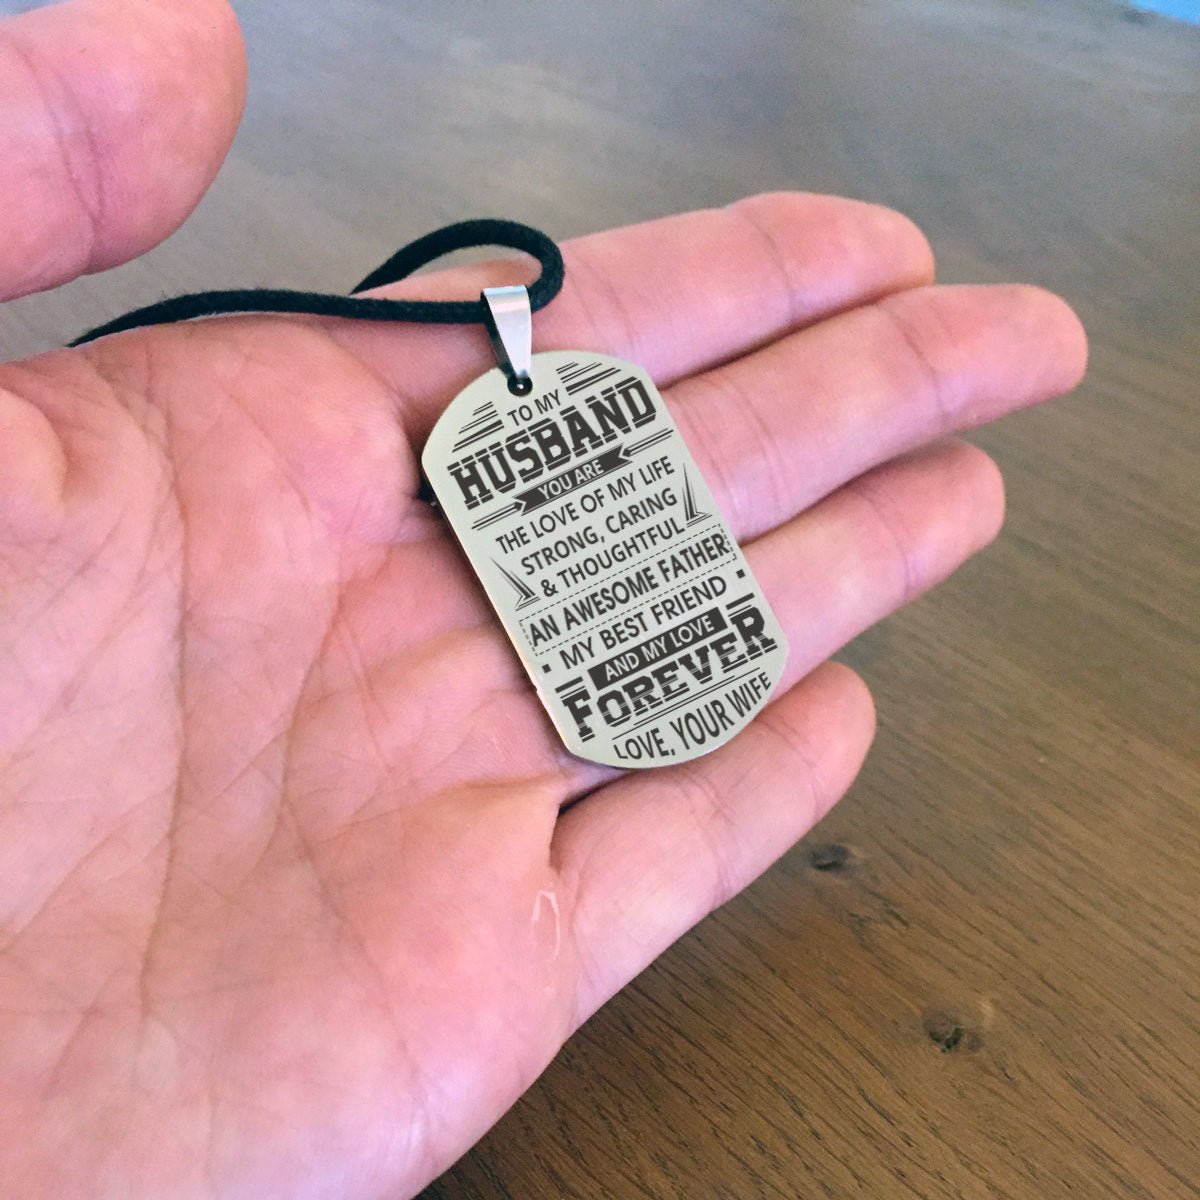 TO MY
HUSBAND
YOU ARE
THE LOVE OF MY LIFE
STRONG, CARING
& THOUGHTFUL
AN AWESOME FATHER
MY BEST FRIEND
AND MY LOVE
FOREVER
LOVE, YOUR WIFE